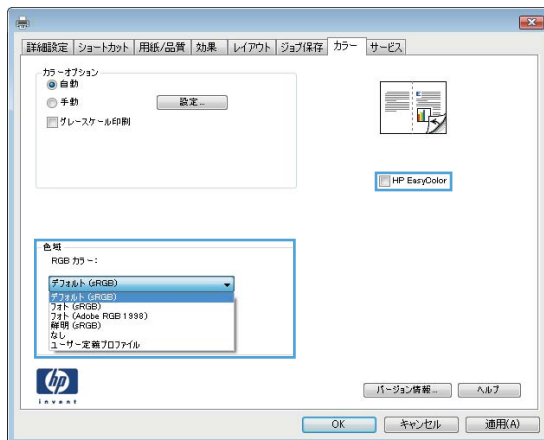 詳細設定 ショートカット 用紙/品質 効果 レイアウト ジョブ保存 カラー サービス
カラーオプション
自動
手動 設定...
グレースケール印刷
HP EasyColor
色域
RGB カラー:
デフォルト (sRGB)
デフォルト (sRGB)
フォト (sRGB)
フォト (Adobe RGB 1998)
鮮明 (sRGB)
なし
ユーザー定義プロファイル
hp
invent
バージョン情報... ヘルプ
OK キャンセル 適用(A)